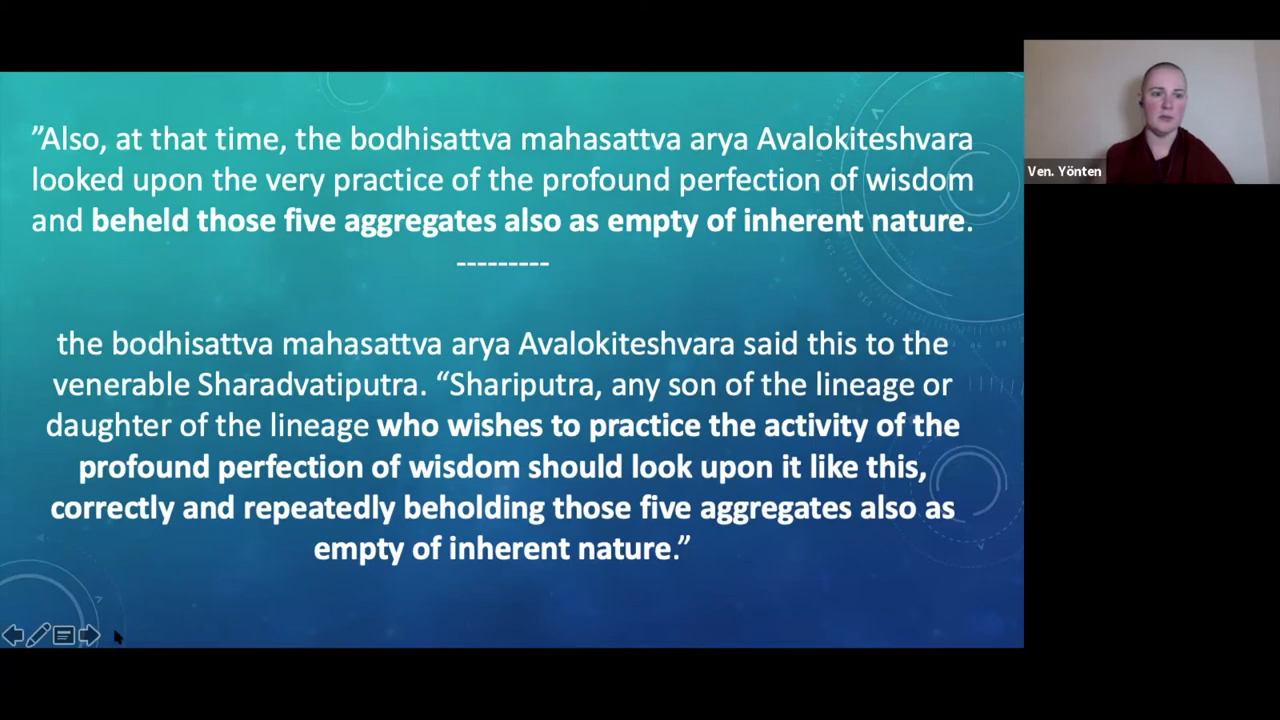 ”Also, at that time, the bodhisattva mahasattva arya Avalokiteshvara
looked upon the very practice of the profound perfection of wisdom
and beheld those five aggregates also as empty of inherent nature.
---------
the bodhisattva mahasattva arya Avalokiteshvara said this to the
venerable Sharadvatiputra. “Shariputra, any son of the lineage or
daughter of the lineage who wishes to practice the activity of the
profound perfection of wisdom should look upon it like this,
correctly and repeatedly beholding those five aggregates also as
empty of inherent nature.”
Ven. Yönten